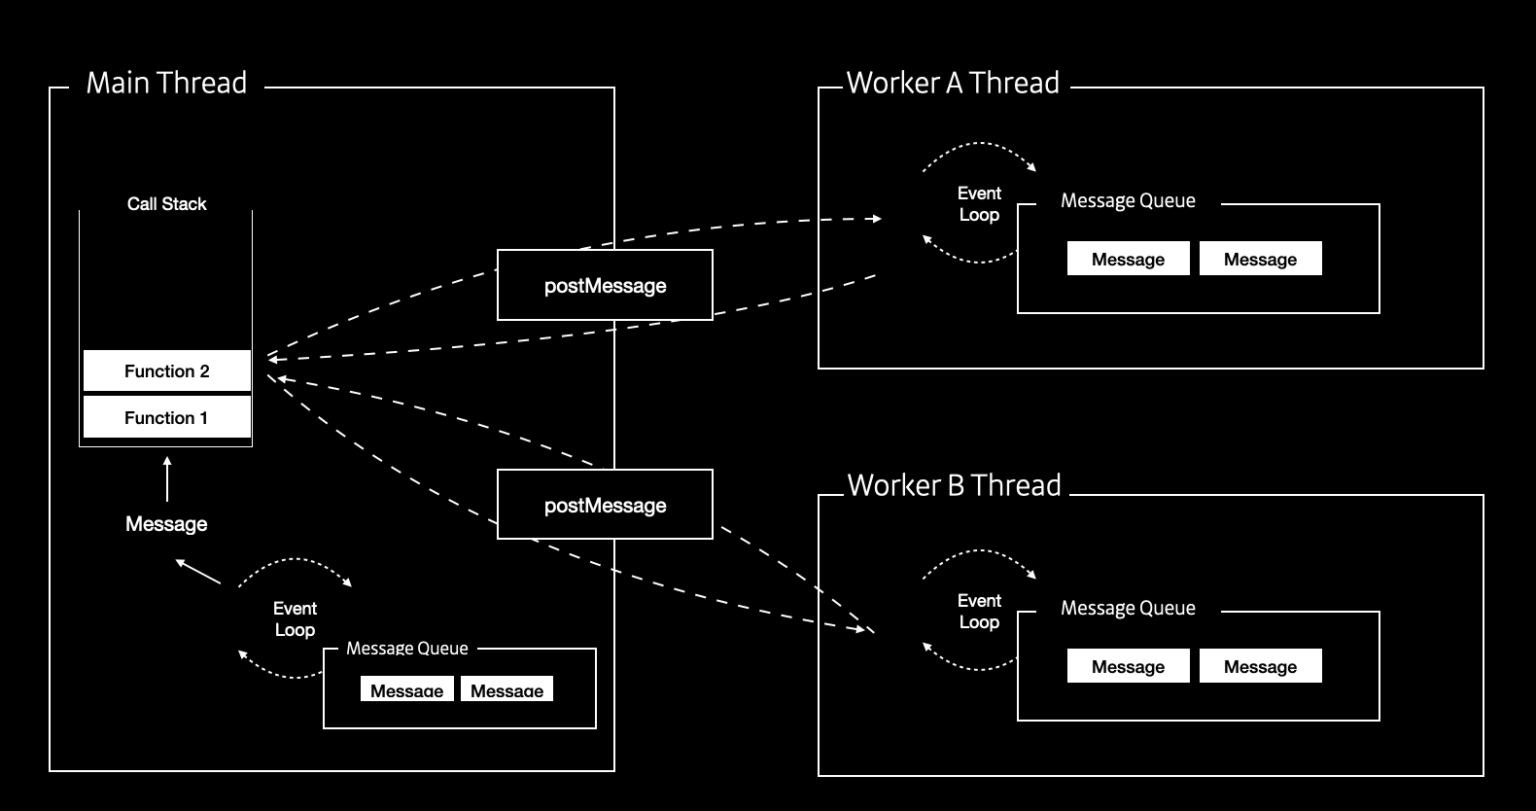 Main Thread
Call Stack
Function 2
Function 1
Message
Event
Loop
Message Queue
Message Message
postMessage
postMessage
Worker A Thread
Event
Loop
Message Queue
Message Message
Worker B Thread
Event
Loop
Message Queue
Message Message